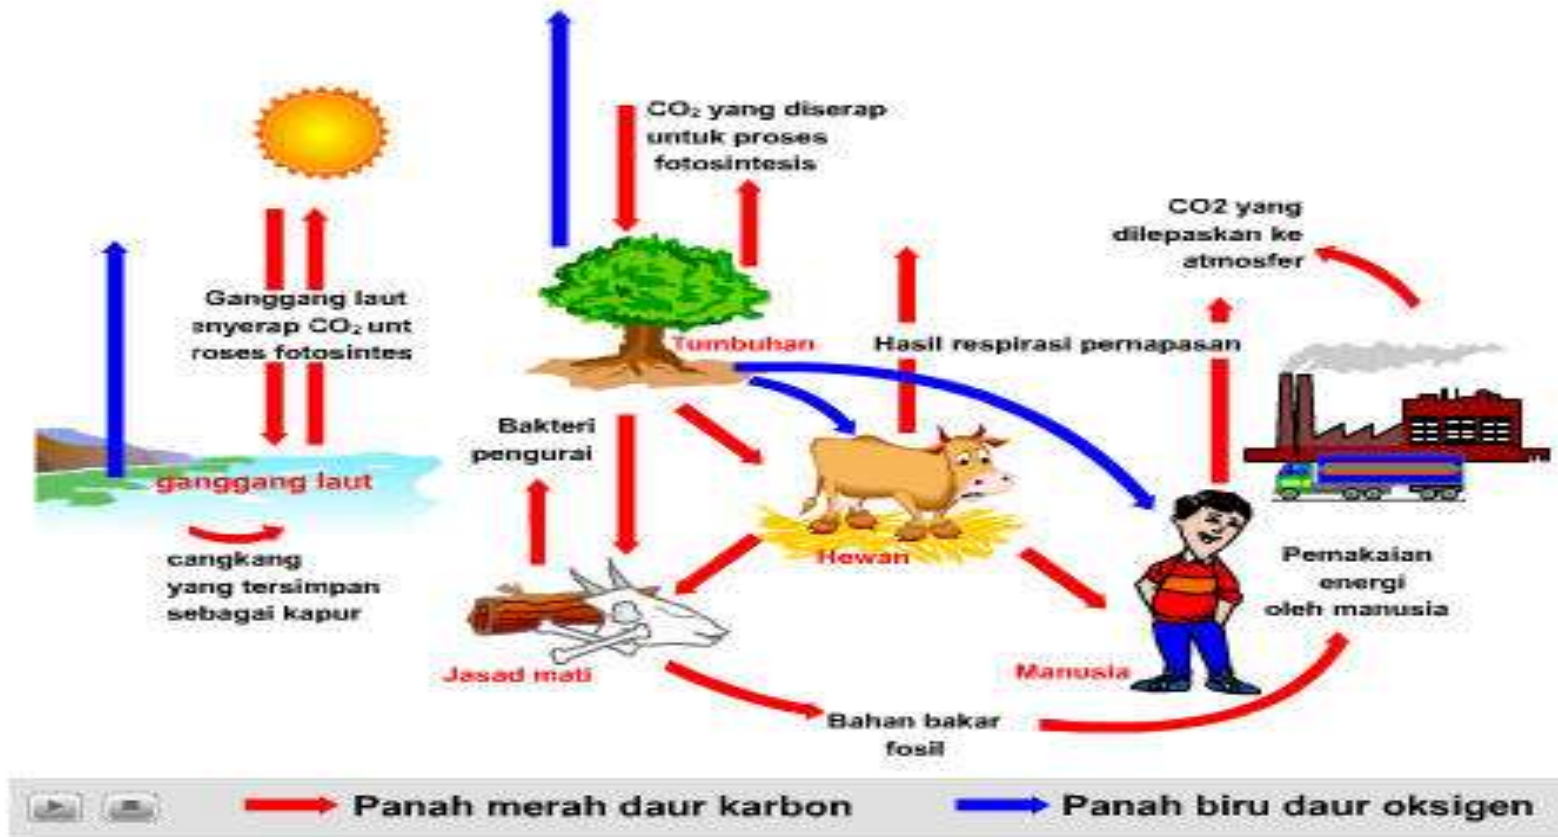 CO₂ yang diserap
untuk proses
fotosintesis
CO2 yang
dilepaskan ke
atmosfer
Ganggang laut
enyerap CO₂ unt
roses fotosintes
Tumbuhan
Hasil respirasi pernapasan
Bakteri
pengurai
ganggang laut
cangkang
yang tersimpan
sebagai kapur
Hewan
Pemakaian
energi
oleh manusia
Jasad mati
Manusia
Bahan bakar
fosil
Panah merah daur karbon
Panah biru daur oksigen